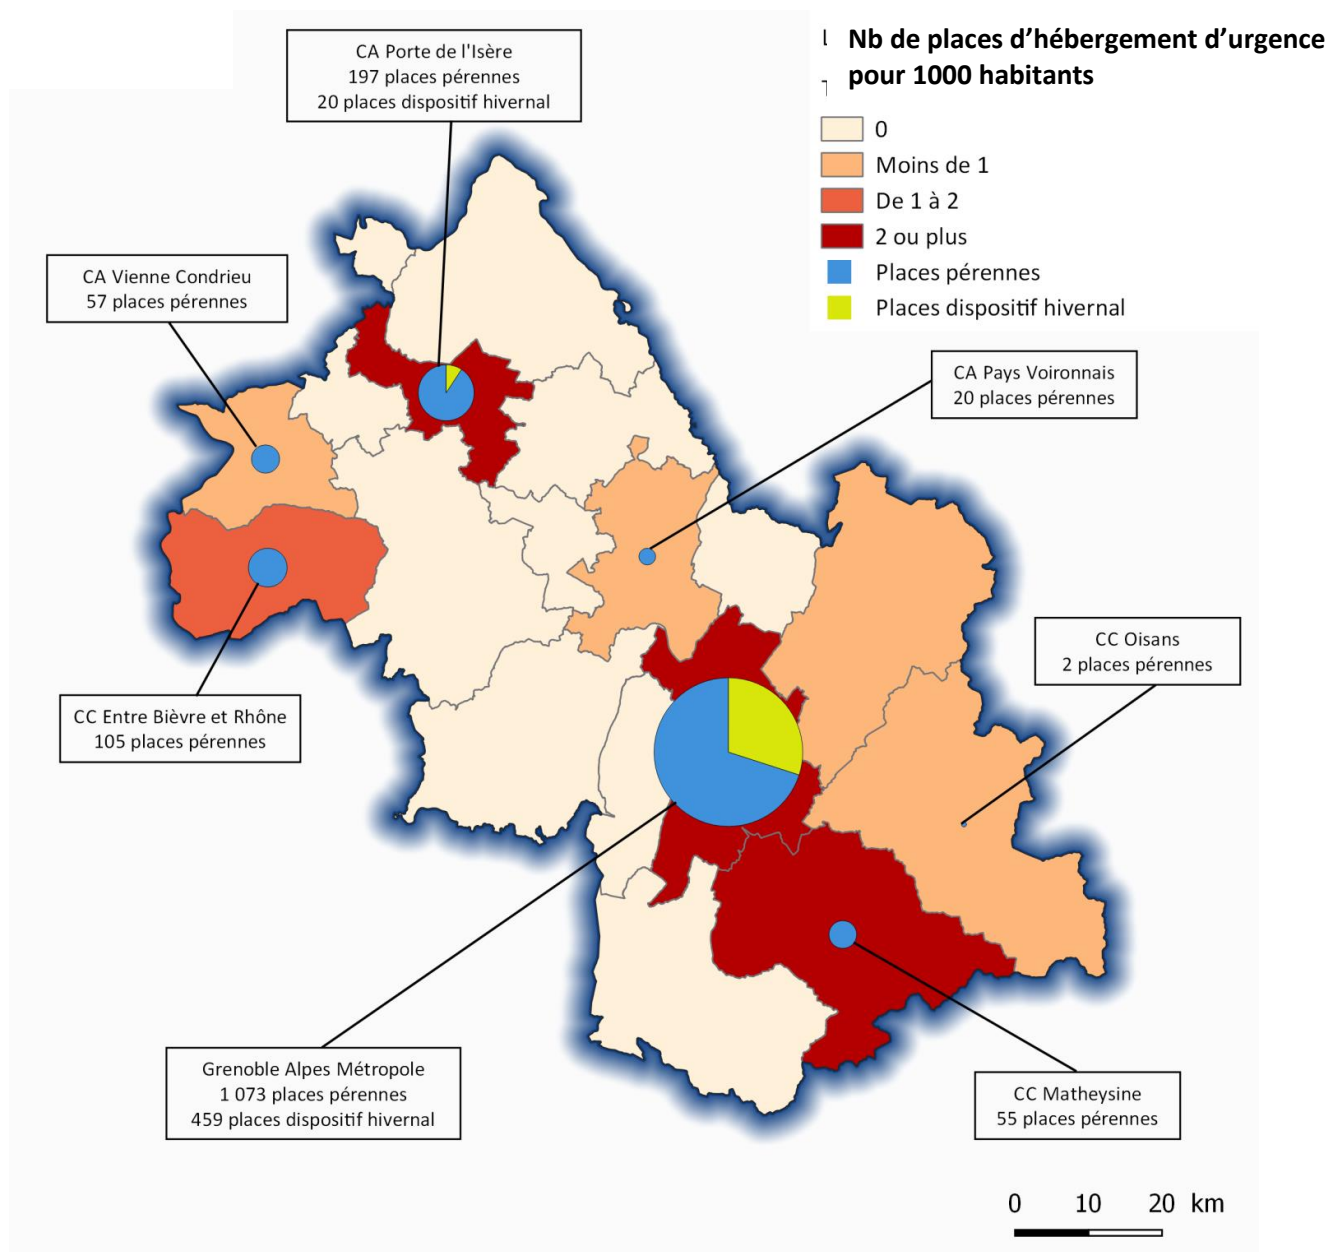 Nb de places d’hébergement d’urgence
pour 1000 habitants
0
Moins de 1
De 1 à 2
2 ou plus
Places pérennes
Places dispositif hivernal
CA Porte de l'Isère
197 places pérennes
20 places dispositif hivernal
CA Vienne Condrieu
57 places pérennes
CA Pays Voironnais
20 places pérennes
CC Oisans
2 places pérennes
CC Entre Bièvre et Rhône
105 places pérennes
Grenoble Alpes Métropole
1 073 places pérennes
459 places dispositif hivernal
CC Matheysine
55 places pérennes
0 10 20 km